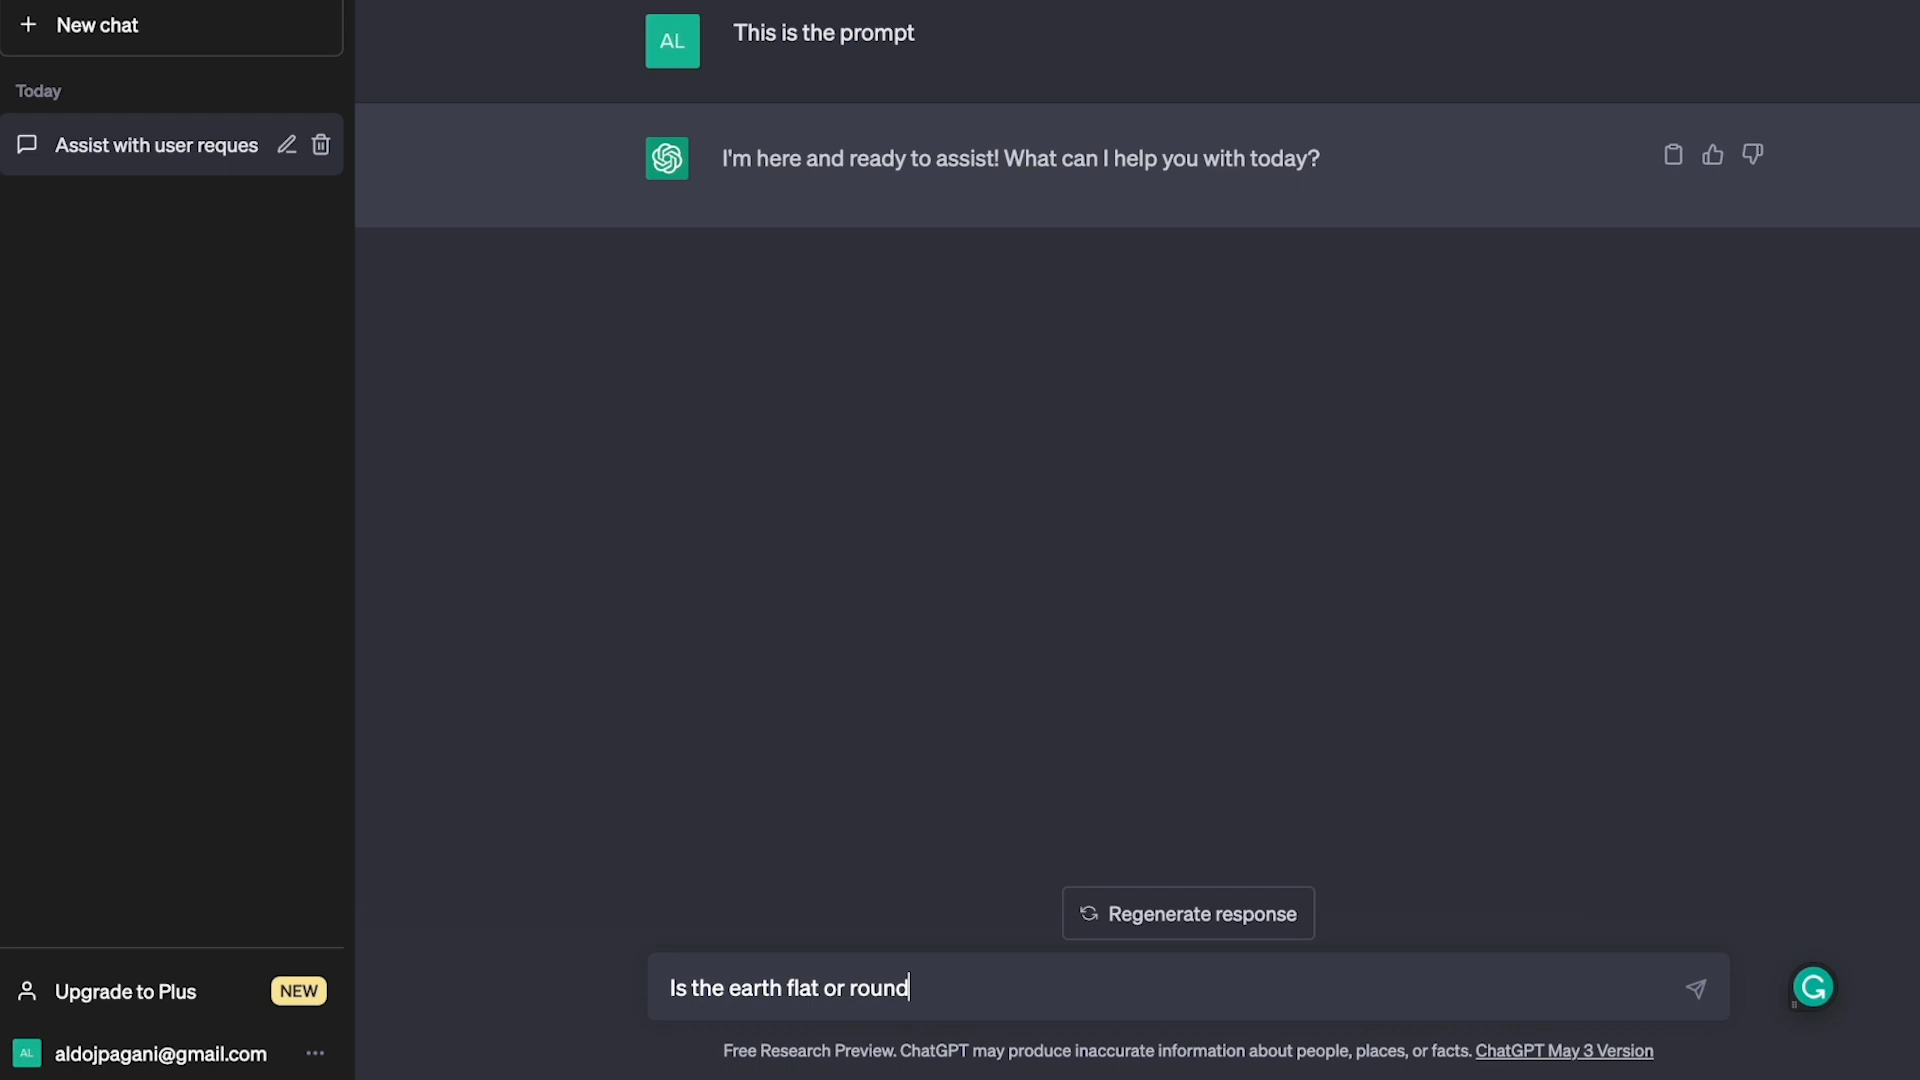 New chat
Today
Assist with user reques
Upgrade to Plus
NEW
AL
aldojpagani@gmail.com
AL
This is the prompt
I'm here and ready to assist! What can I help you with today?
Regenerate response
Is the earth flat or round
Free Research Preview. ChatGPT may produce inaccurate information about people, places, or facts. ChatGPT May 3 Version